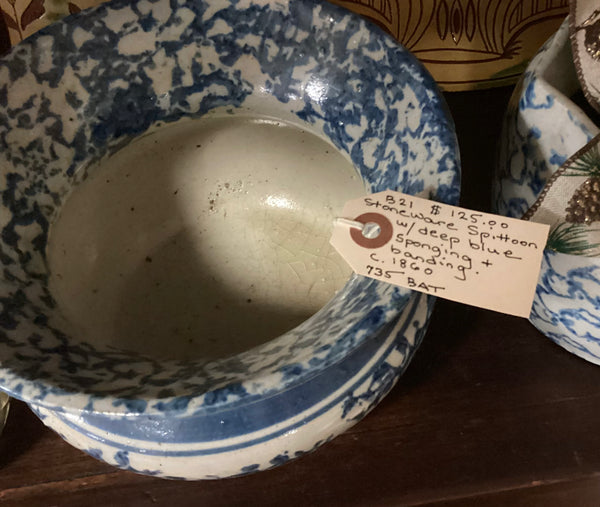 B21 $125.00
Stoneware Spittoon
w/deep blue
sponging +
banding.
c. 1860
735 BAT